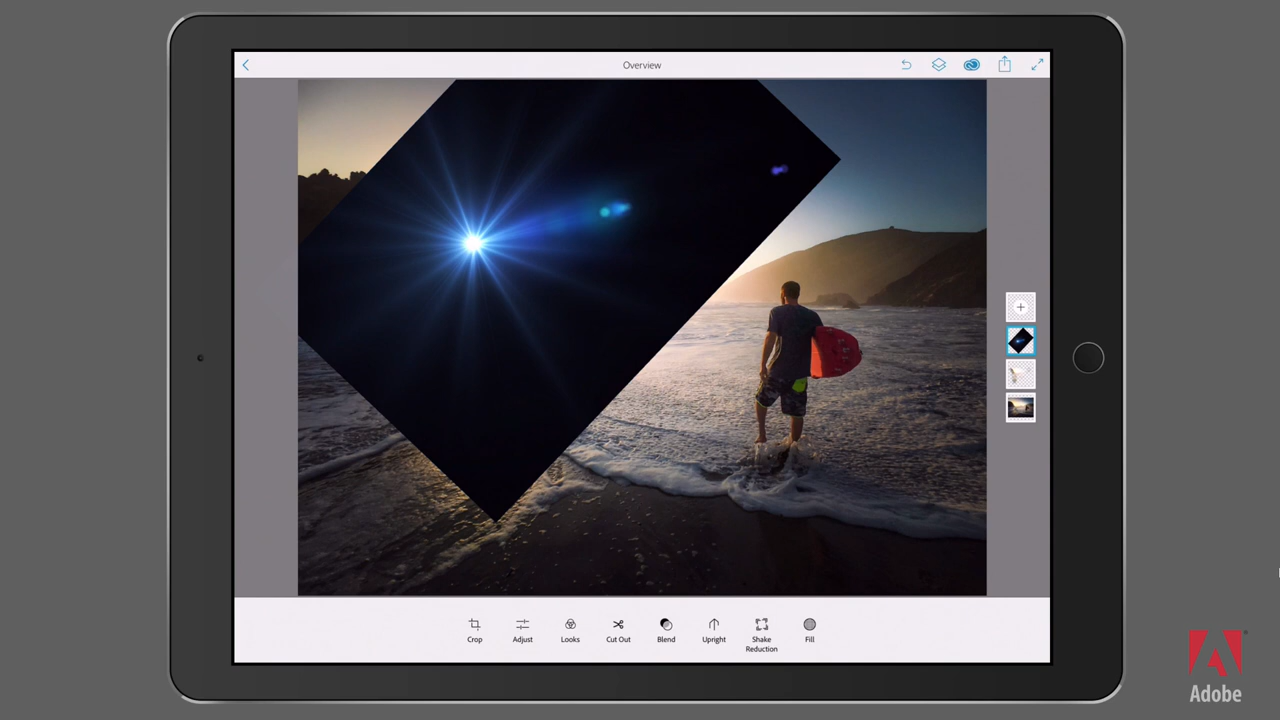 Overview
Crop
Adjust
Looks
Cut Out
Blend
Upright
Shake
Reduction
Fill
Adobe